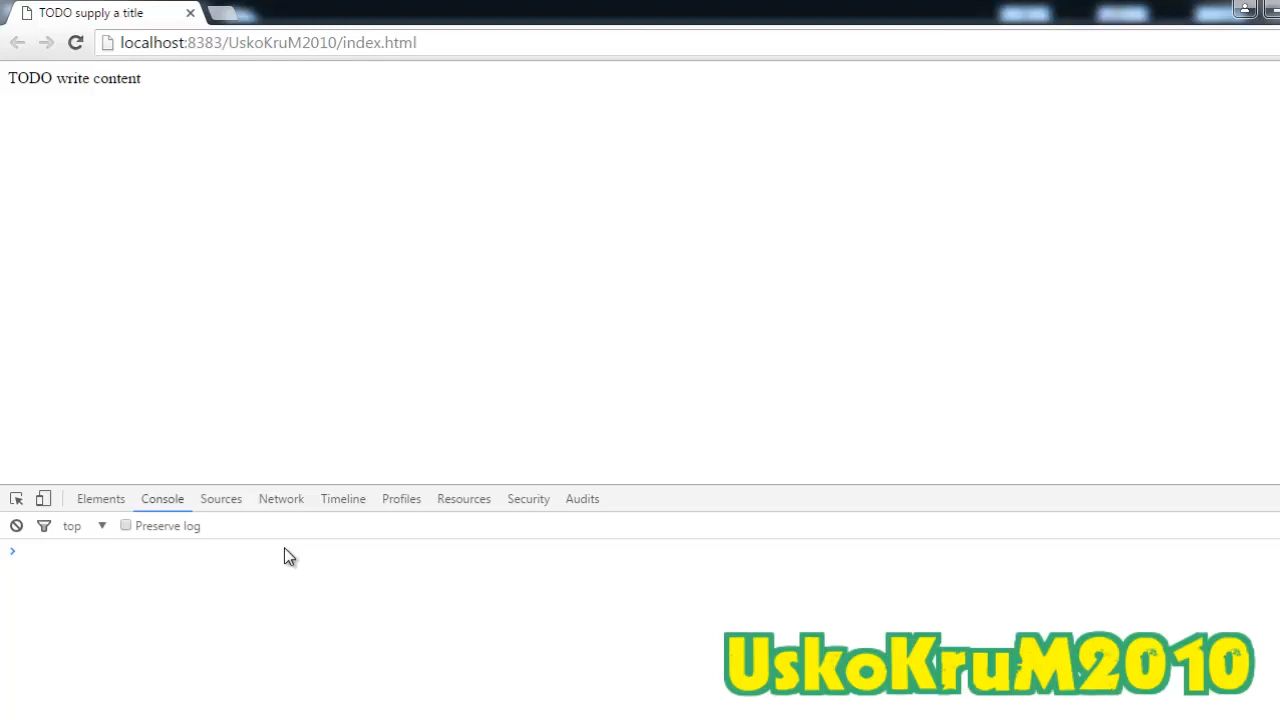 TODO supply a title
localhost:8383/UskoKruM2010/index.html
TODO write content
Elements Console Sources Network Timeline Profiles Resources Security Audits
top Preserve log
UskoKruM2010